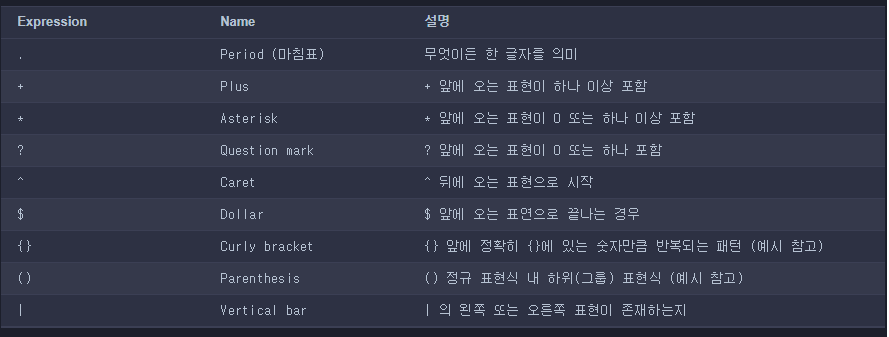 Expression Name 설명
. Period (마침표) 무엇이든 한 글자를 의미
+ Plus + 앞에 오는 표현이 하나 이상 포함
* Asterisk * 앞에 오는 표현이 0 또는 하나 이상 포함
? Question mark ? 앞에 오는 표현이 0 또는 하나 포함
^ Caret ^ 뒤에 오는 표현으로 시작
$ Dollar $ 앞에 오는 표연으로 끝나는 경우
{} Curly bracket {} 앞에 정확히 {}에 있는 숫자만큼 반복되는 패턴 (예시 참고)
() Parenthesis () 정규 표현식 내 하위(그룹) 표현식 (예시 참고)
| Vertical bar | 의 왼쪽 또는 오른쪽 표현이 존재하는지